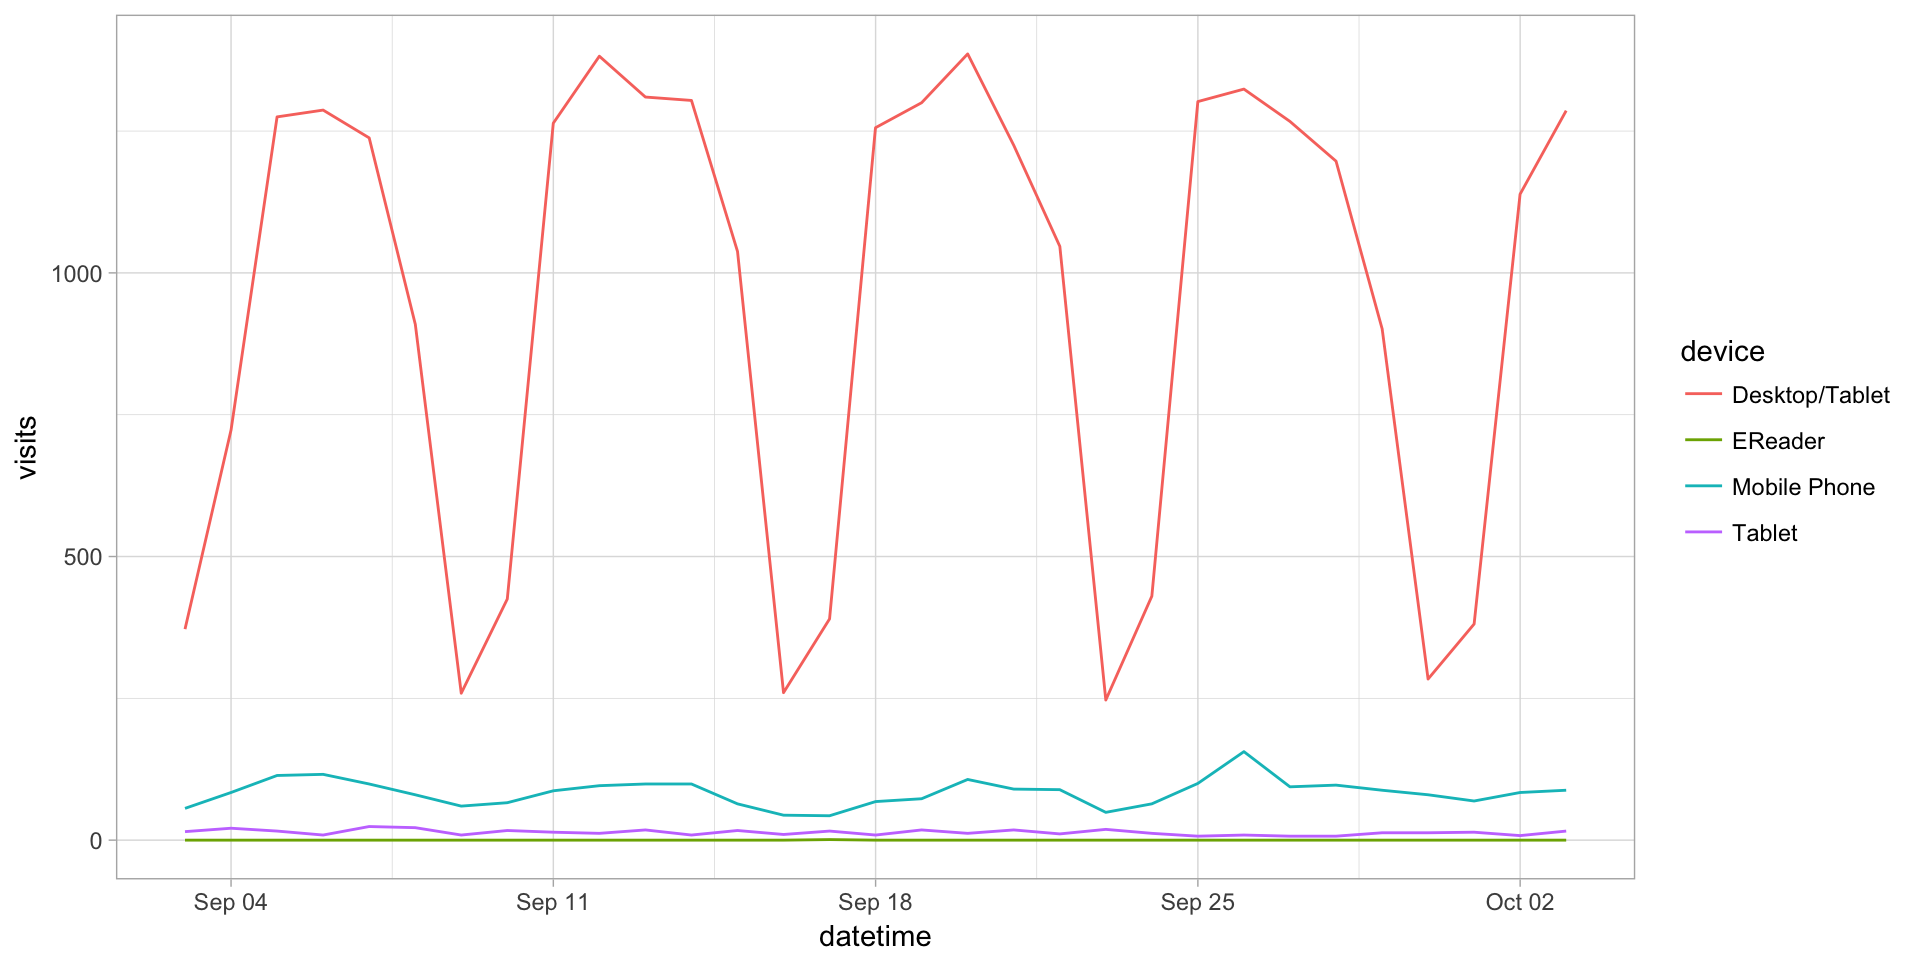 visits
1000
500
0
Sep 04
Sep 11
Sep 18
Sep 25
Oct 02
datetime
device
Desktop/Tablet
EReader
Mobile Phone
Tablet